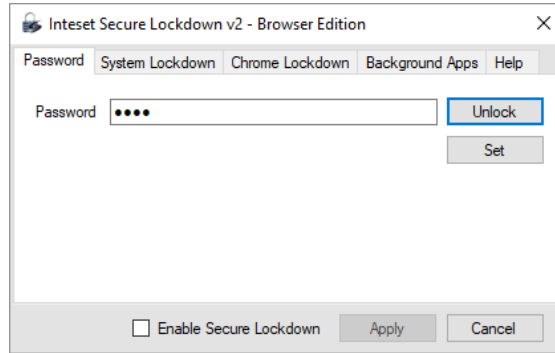 Inteset Secure Lockdown v2 - Browser Edition
Password System Lockdown Chrome Lockdown Background Apps Help
Password •••• Unlock
Set
Enable Secure Lockdown Apply Cancel